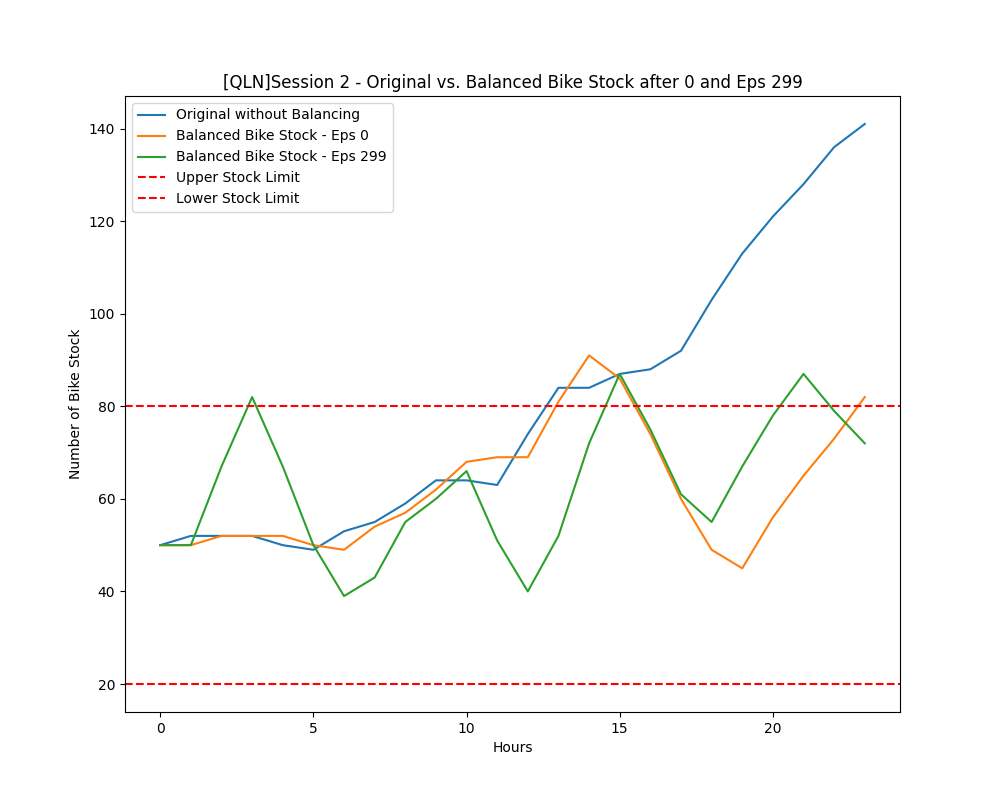 [QLN]Session 2 - Original vs. Balanced Bike Stock after 0 and Eps 299
Original without Balancing
Balanced Bike Stock - Eps 0
Balanced Bike Stock - Eps 299
Upper Stock Limit
Lower Stock Limit
Number of Bike Stock
140
120
100
80
60
40
20
0 5 10 15 20
Hours